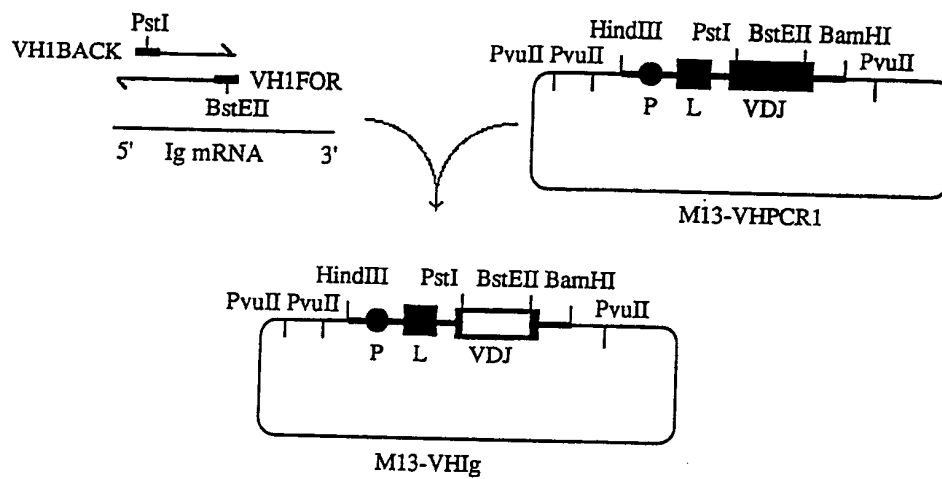 PstI
VH1BACK
VH1FOR
BstEII
5' Ig mRNA 3'
HindIII PstI BstEII BamHI
PvuII PvuII PvuII
P L VDJ
M13-VHPCR1
HindIII PstI BstEII BamHI
PvuII PvuII PvuII
P L VDJ
M13-VHIg